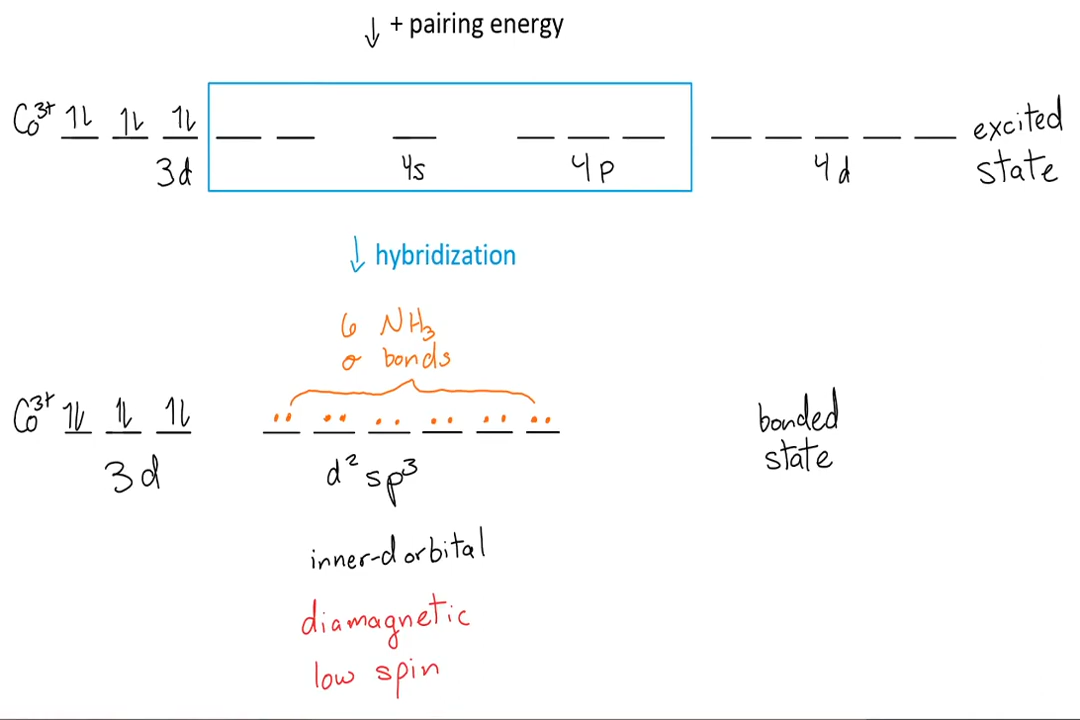 ↓ + pairing energy
Co³⁺ 1L 1L 1L excited
3d 4s 4p 4d state
↓ hybridization
6 NH₃
σ bonds
Co³⁺ 1L 1L 1L bonded
state
3d d²sp³
inner-d orbital
diamagnetic
low spin